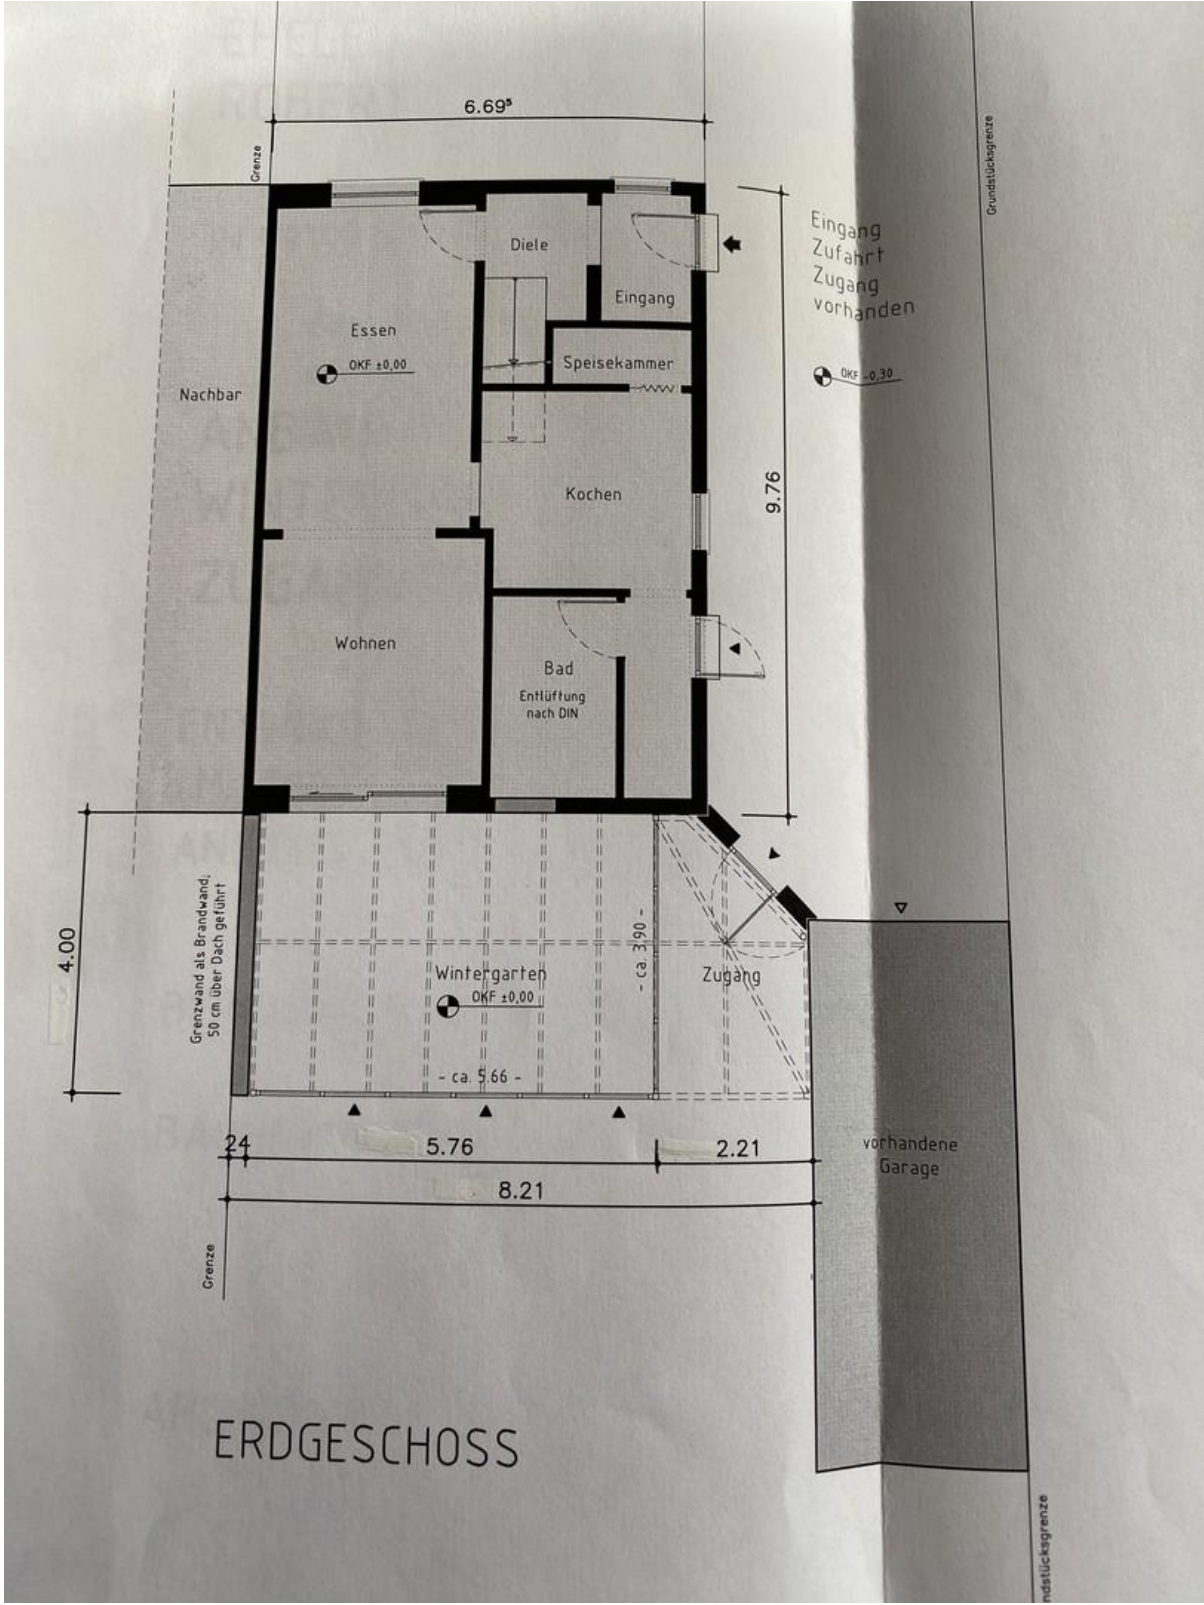 6.69⁵
Grenze
Grundstücksgrenze
Eingang
Zufahrt
Zugang
vorhanden
Diele
Eingang
Essen
OKF ±0,00
Speisekammer
OKF -0,30
Nachbar
9.76
Kochen
Wohnen
Bad
Entlüftung
nach DIN
Grenzwand als Brandwand,
50 cm über Dach geführt
4.00
- ca. 3.90 -
Wintergarten
OKF ±0,00
Zugang
- ca. 5.66 -
24
5.76
2.21
vorhandene
Garage
8.21
Grenze
ERDGESCHOSS
ndstücksgrenze